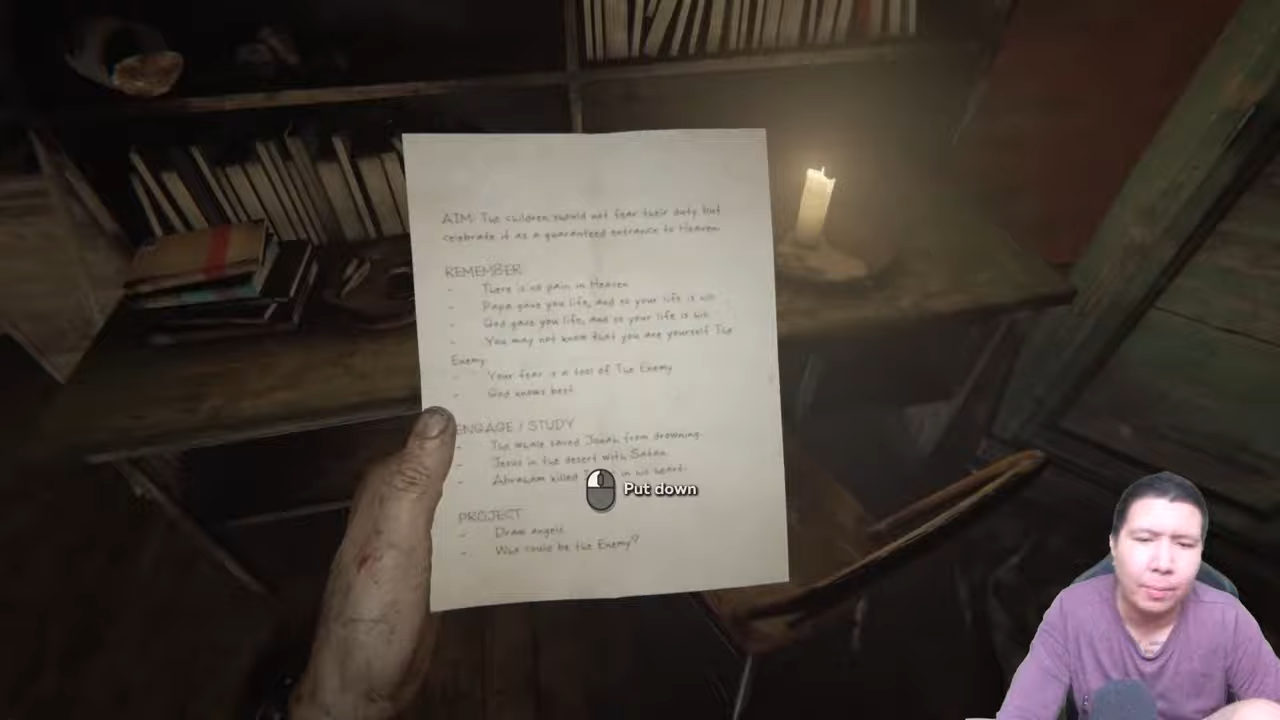 AIM: The children should not fear their duty but
celebrate it as a guaranteed entrance to Heaven
REMEMBER
- There is no pain in Heaven
- Papa gave you life, and so your life is his
- God gave you life, and so your life is his
- You may not know that you are yourself The
Enemy
- Your fear is a tool of The Enemy
- God knows best
ENGAGE / STUDY
- The whale saved Jonah from drowning
- Jesus in the desert with Satan
- Abraham killed in his heart.
Put down
PROJECT
- Draw angels
- Who could be the Enemy?